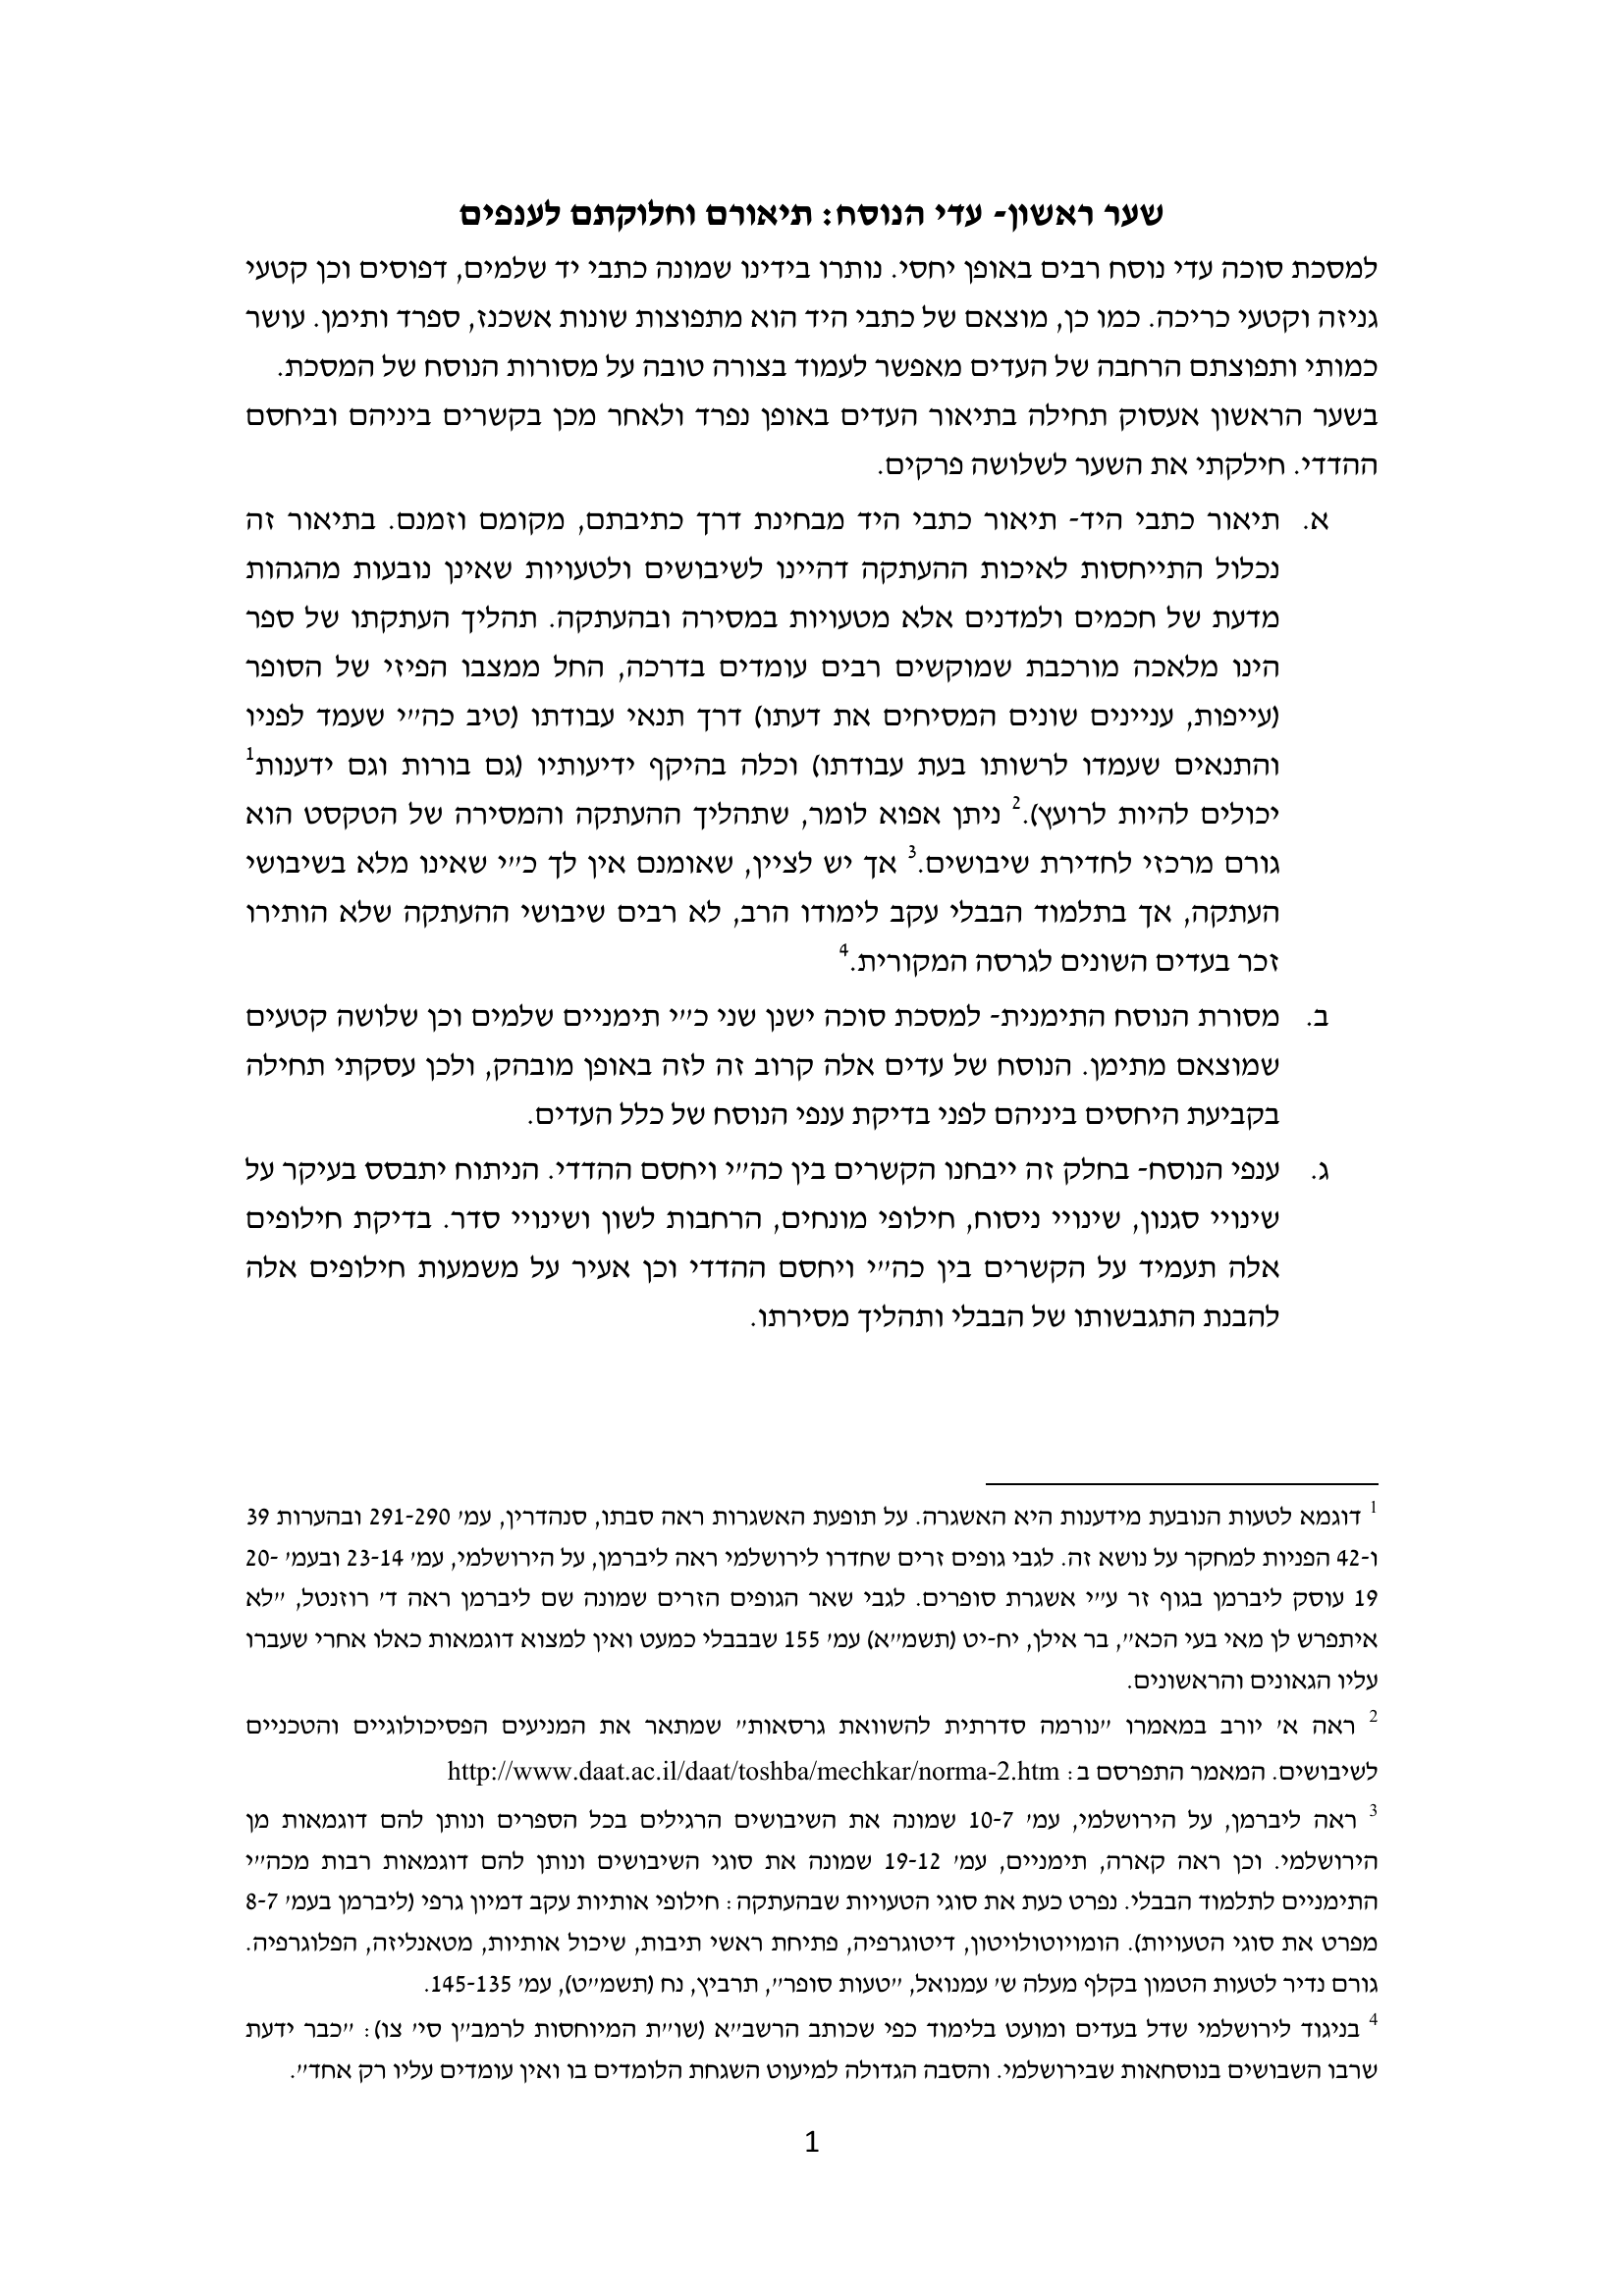 שער ראשון- עדי הנוסח: תיאורם וחלוקתם לענפים
למסכת סוכה עדי נוסח רבים באופן יחסי. נותרו בידינו שמונה כתבי יד שלמים, דפוסים וכן קטעי
גניזה וקטעי כריכה. כמו כן, מוצאם של כתבי היד הוא מתפוצות שונות אשכנז, ספרד ותימן. עושר
כמותי ותפוצתם הרחבה של העדים מאפשר לעמוד בצורה טובה על מסורות הנוסח של המסכת.
בשער הראשון אעסוק תחילה בתיאור העדים באופן נפרד ולאחר מכן בקשרים ביניהם וביחסם
ההדדי. חילקתי את השער לשלושה פרקים.
א. תיאור כתבי היד- תיאור כתבי היד מבחינת דרך כתיבתם, מקומם וזמנם. בתיאור זה
נכלול התייחסות לאיכות ההעתקה דהיינו לשיבושים ולטעויות שאינן נובעות מהגהות
מדעת של חכמים ולמדנים אלא מטעויות במסירה ובהעתקה. תהליך העתקתו של ספר
הינו מלאכה מורכבת שמוקשים רבים עומדים בדרכה, החל ממצבו הפיזי של הסופר
(עייפות, עניינים שונים המסיחים את דעתו) דרך תנאי עבודתו (טיב כה״י שעמד לפניו
והתנאים שעמדו לרשותו בעת עבודתו) וכלה בהיקף ידיעותיו (גם בורות וגם ידענות1
יכולים להיות לרועץ).2 ניתן אפוא לומר, שתהליך ההעתקה והמסירה של הטקסט הוא
גורם מרכזי לחדירת שיבושים.3 אך יש לציין, שאומנם אין לך כ״י שאינו מלא בשיבושי
העתקה, אך בתלמוד הבבלי עקב לימודו הרב, לא רבים שיבושי ההעתקה שלא הותירו
זכר בעדים השונים לגרסה המקורית.4
ב. מסורת הנוסח התימנית- למסכת סוכה ישנן שני כ״י תימניים שלמים וכן שלושה קטעים
שמוצאם מתימן. הנוסח של עדים אלה קרוב זה לזה באופן מובהק, ולכן עסקתי תחילה
בקביעת היחסים ביניהם לפני בדיקת ענפי הנוסח של כלל העדים.
ג. ענפי הנוסח- בחלק זה ייבחנו הקשרים בין כה״י ויחסם ההדדי. הניתוח יתבסס בעיקר על
שינויי סגנון, שינויי ניסוח, חילופי מונחים, הרחבות לשון ושינויי סדר. בדיקת חילופים
אלה תעמיד על הקשרים בין כה״י ויחסם ההדדי וכן אעיר על משמעות חילופים אלה
להבנת התגבשותו של הבבלי ותהליך מסירתו.
1 דוגמא לטעות הנובעת מידענות היא האשגרה. על תופעת האשגרות ראה סבתו, סנהדרין, עמ׳ 291-290 ובהערות 39
ו-42 הפניות למחקר על נושא זה. לגבי גופים זרים שחדרו לירושלמי ראה ליברמן, על הירושלמי, עמ׳ 23-14 ובעמ׳ 20-
19 עוסק ליברמן בגוף זר ע״י אשגרת סופרים. לגבי שאר הגופים הזרים שמונה שם ליברמן ראה ד׳ רוזנטל, ״לא
איתפרש לן מאי בעי הכא״, בר אילן, יח-יט (תשמ״א) עמ׳ 155 שבבבלי כמעט ואין למצוא דוגמאות כאלו אחרי שעברו
עליו הגאונים והראשונים.
2 ראה א׳ יורב במאמרו ״נורמה סדרתית להשוואת גרסאות״ שמתאר את המניעים הפסיכולוגיים והטכניים
לשיבושים. המאמר התפרסם ב: http://www.daat.ac.il/daat/toshba/mechkar/norma-2.htm
3 ראה ליברמן, על הירושלמי, עמ׳ 10-7 שמונה את השיבושים הרגילים בכל הספרים ונותן להם דוגמאות מן
הירושלמי. וכן ראה קארה, תימניים, עמ׳ 19-12 שמונה את סוגי השיבושים ונותן להם דוגמאות רבות מכה״י
התימניים לתלמוד הבבלי. נפרט כעת את סוגי הטעויות שבהעתקה: חילופי אותיות עקב דמיון גרפי (ליברמן בעמ׳ 8-7
מפרט את סוגי הטעויות). הומויוטולויטון, דיטוגרפיה, פתיחת ראשי תיבות, שיכול אותיות, מטאנליזה, הפלוגרפיה.
גורם נדיר לטעות הטמון בקלף מעלה ש׳ עמנואל, ״טעות סופר״, תרביץ, נח (תשמ״ט), עמ׳ 145-135.
4 בניגוד לירושלמי שדל בעדים ומועט בלימוד כפי שכותב הרשב״א (שו״ת המיוחסות לרמב״ן סי׳ צו): ״כבר ידעת
שרבו השבושים בנוסחאות שבירושלמי. והסבה הגדולה למיעוט השגחת הלומדים בו ואין עומדים עליו רק אחד״.
1